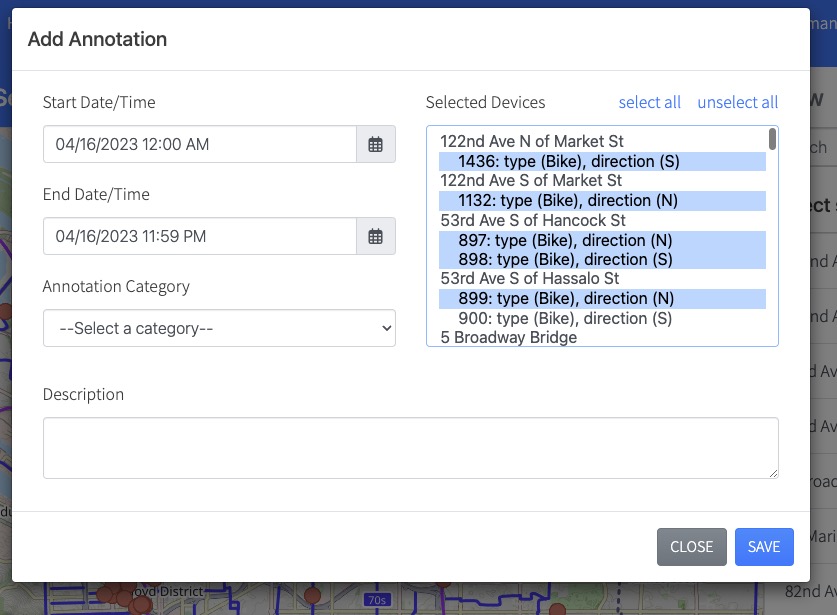 Add Annotation
Start Date/Time
04/16/2023 12:00 AM
End Date/Time
04/16/2023 11:59 PM
Annotation Category
--Select a category--
Selected Devices select all unselect all
122nd Ave N of Market St
1436: type (Bike), direction (S)
122nd Ave S of Market St
1132: type (Bike), direction (N)
53rd Ave S of Hancock St
897: type (Bike), direction (N)
898: type (Bike), direction (S)
53rd Ave S of Hassalo St
899: type (Bike), direction (N)
900: type (Bike), direction (S)
5 Broadway Bridge
Description
CLOSE SAVE
oyd District
70s
82nd A